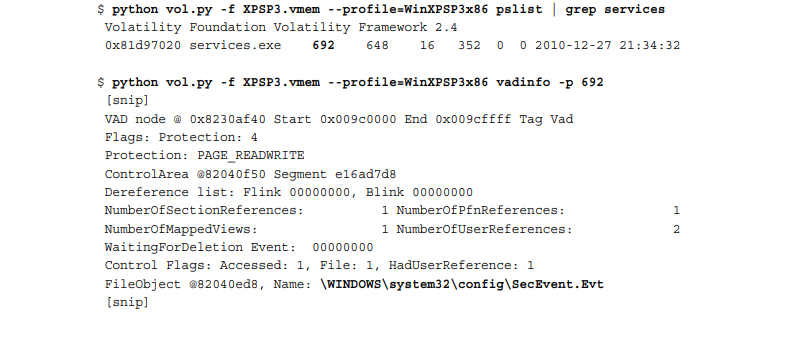 $ python vol.py -f XPSP3.vmem --profile=WinXPSP3x86 pslist | grep services
Volatility Foundation Volatility Framework 2.4
0x81d97020 services.exe 692 648 16 352 0 0 2010-12-27 21:34:32
$ python vol.py -f XPSP3.vmem --profile=WinXPSP3x86 vadinfo -p 692
[snip]
VAD node @ 0x8230af40 Start 0x009c0000 End 0x009cffff Tag Vad
Flags: Protection: 4
Protection: PAGE_READWRITE
ControlArea @82040f50 Segment e16ad7d8
Dereference list: Flink 00000000, Blink 00000000
NumberOfSectionReferences: 1 NumberOfPfnReferences: 1
NumberOfMappedViews: 1 NumberOfUserReferences: 2
WaitingForDeletion Event: 00000000
Control Flags: Accessed: 1, File: 1, HadUserReference: 1
FileObject @82040ed8, Name: \WINDOWS\system32\config\SecEvent.Evt
[snip]